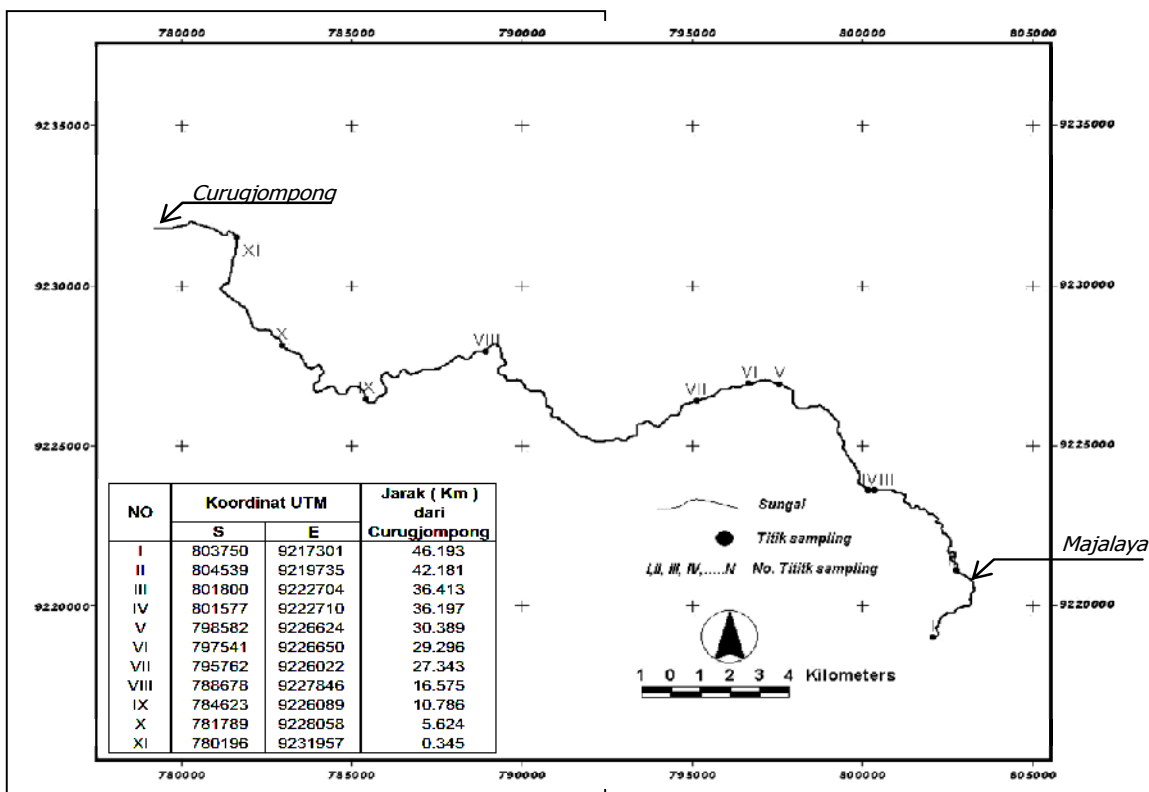 780000 785000 790000 795000 800000 805000
9235000 9235000
Curugjompong
XI
9230000 9230000
X
VIII
IX
VII
VI
V
9225000 9225000
IVIII
Majalaya
9220000 9220000
I
NO Koordinat UTM Jarak ( Km ) dari Curugjompong
S E
I 803750 9217301 46.193
II 804539 9219735 42.181
III 801800 9222704 36.413
IV 801577 9222710 36.197
V 798582 9226624 30.389
VI 797541 9226650 29.296
VII 795762 9226022 27.343
VIII 788678 9227846 16.575
IX 784623 9226089 10.786
X 781789 9228058 5.624
XI 780196 9231957 0.345
Sungai
Titik sampling
I,II, III, IV,.....N No. Tititk sampling
1 0 1 2 3 4 Kilometers
780000 785000 790000 795000 800000 805000